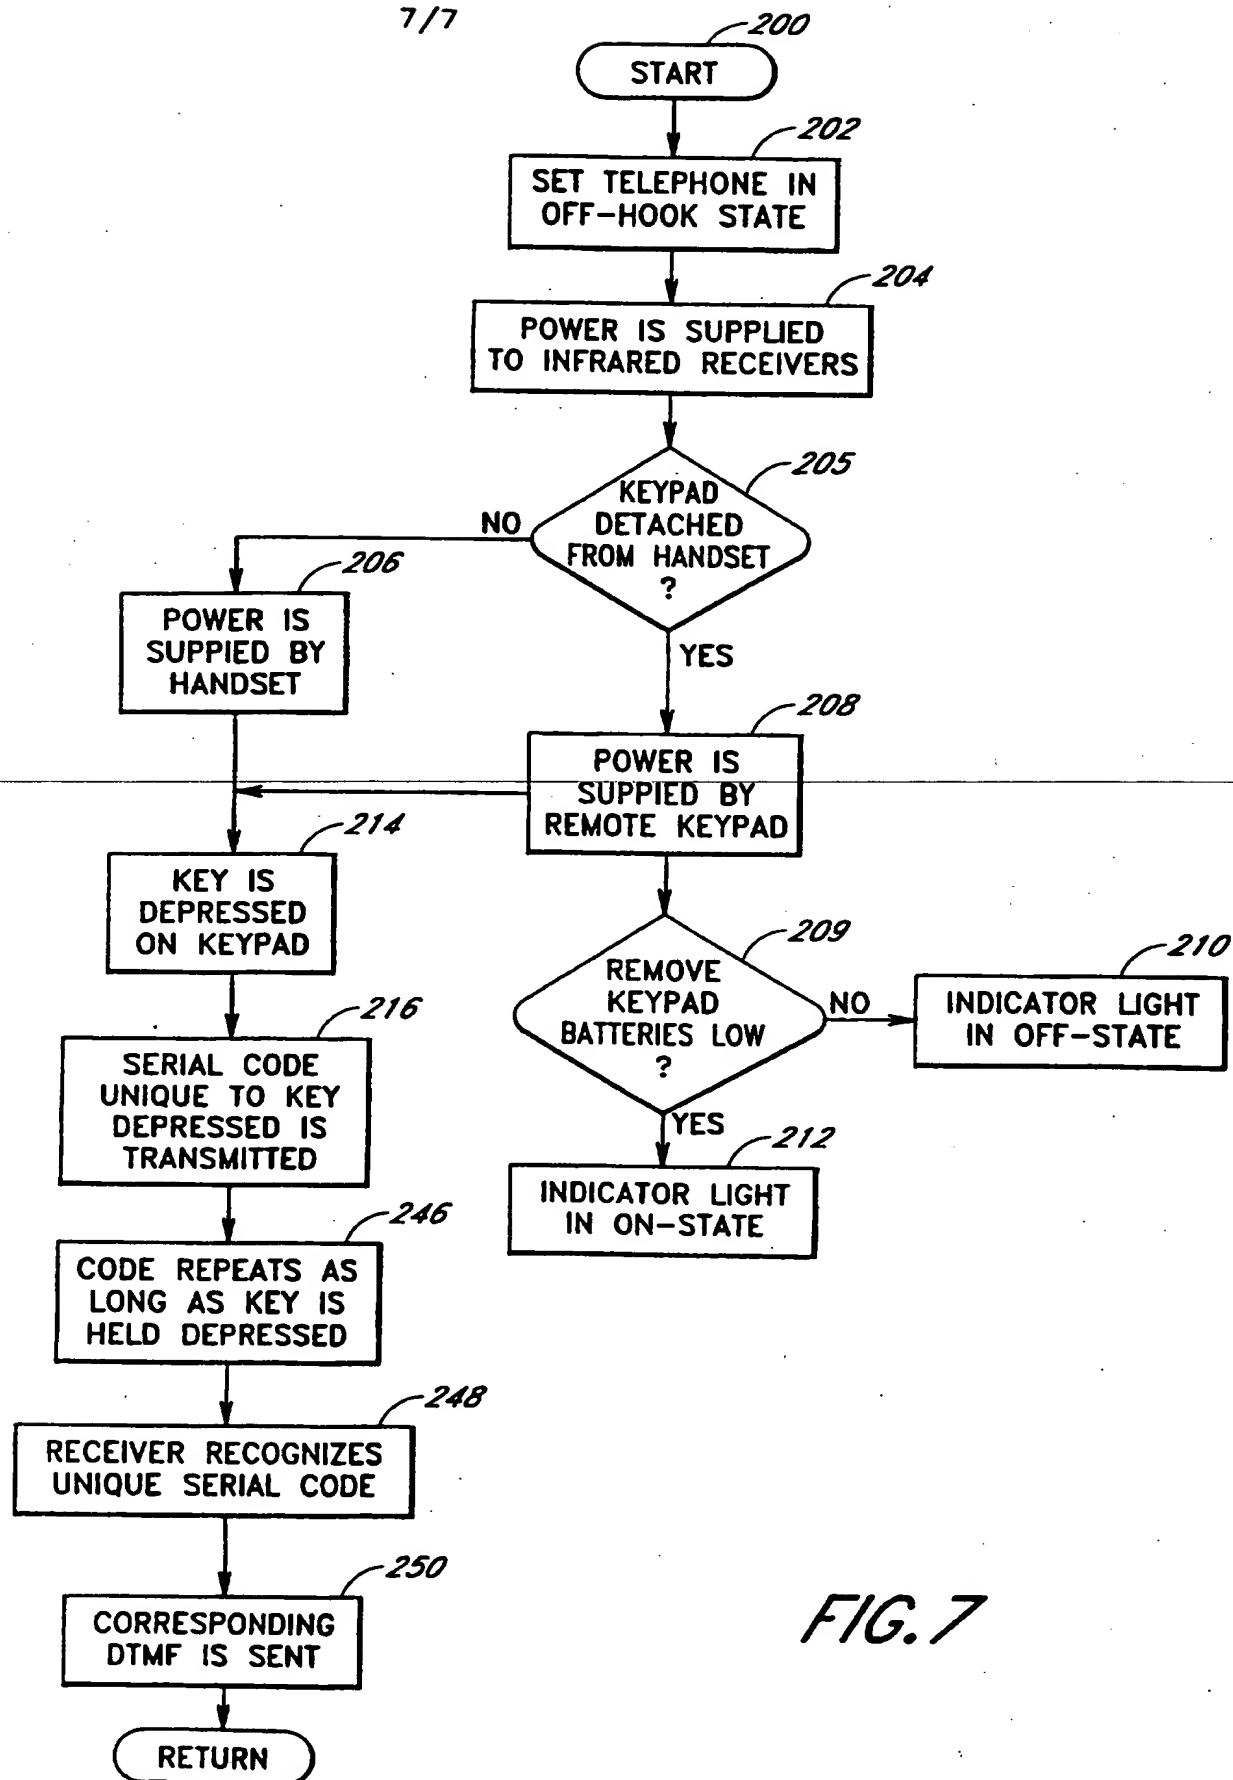 7/7
200
START
202
SET TELEPHONE IN
OFF-HOOK STATE
204
POWER IS SUPPLIED
TO INFRARED RECEIVERS
205
KEYPAD
DETACHED
FROM HANDSET
?
NO
YES
206
POWER IS
SUPPIED BY
HANDSET
208
POWER IS
SUPPIED BY
REMOTE KEYPAD
214
KEY IS
DEPRESSED
ON KEYPAD
209
REMOVE
KEYPAD
BATTERIES LOW
?
NO
YES
210
INDICATOR LIGHT
IN OFF-STATE
216
SERIAL CODE
UNIQUE TO KEY
DEPRESSED IS
TRANSMITTED
212
INDICATOR LIGHT
IN ON-STATE
246
CODE REPEATS AS
LONG AS KEY IS
HELD DEPRESSED
248
RECEIVER RECOGNIZES
UNIQUE SERIAL CODE
250
CORRESPONDING
DTMF IS SENT
RETURN
FIG. 7